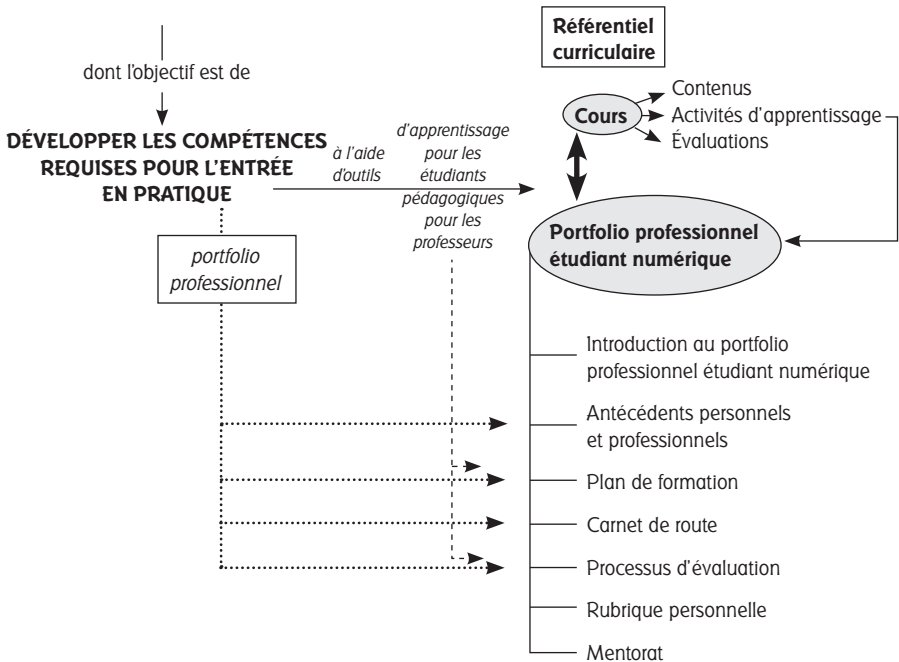 Référentiel
curriculaire
dont l'objectif est de
Cours
Contenus
Activités d'apprentissage
Évaluations
DÉVELOPPER LES COMPÉTENCES
REQUISES POUR L'ENTRÉE
EN PRATIQUE
à l'aide
d'outils
d'apprentissage
pour les
étudiants
pédagogiques
pour les
professeurs
Portfolio professionnel
étudiant numérique
portfolio
professionnel
Introduction au portfolio
professionnel étudiant numérique
Antécédents personnels
et professionnels
Plan de formation
Carnet de route
Processus d'évaluation
Rubrique personnelle
Mentorat